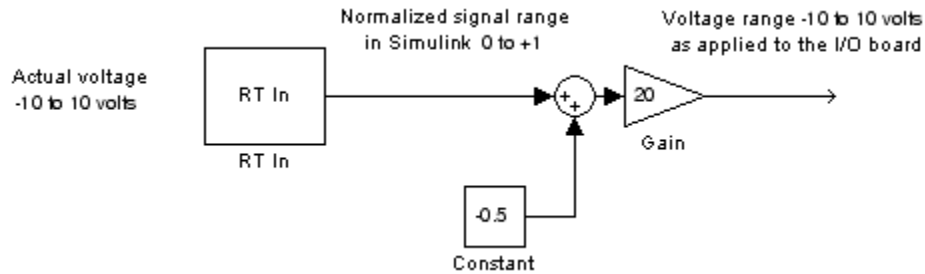 Normalized signal range
in Simulink 0 to +1
Voltage range -10 to 10 volts
as applied to the I/O board
Actual voltage
-10 to 10 volts
RT In
RT In
+
+
20
Gain
-0.5
Constant